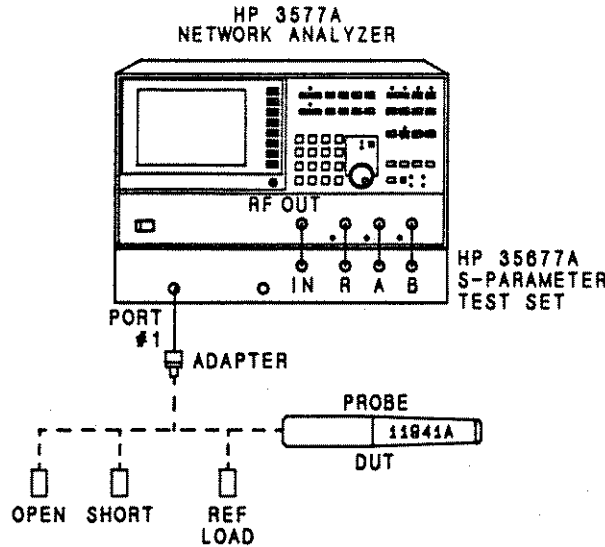 HP 3577A
NETWORK ANALYZER
RF OUT
IN R A B
HP 35677A
S-PARAMETER
TEST SET
PORT
#1
ADAPTER
PROBE
11941A
DUT
OPEN SHORT REF
LOAD